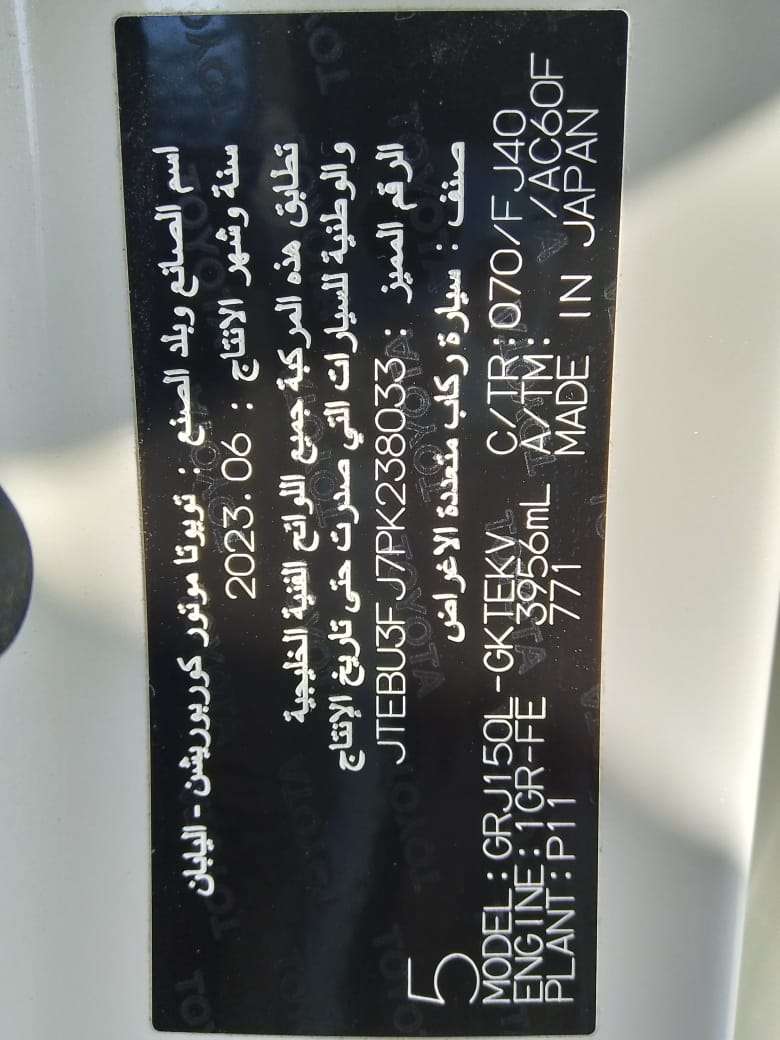 اسم الصانع وبلد الصنع : تويوتا موتور كوربوريشن - اليابان
سنة وشهر الانتاج : 2023.06
تطابق هذه المركبة جميع اللوائح الفنية الخليجية
والوطنية للسيارات التي صدرت حتى تاريخ الإنتاج
الرقم المميز : JTEBU3FJ7PK238033
صنف : سيارة ركاب متعددة الاغراض
5
MODEL:GRJ150L-GKTEKV C/TR:070/FJ40
ENGINE:1GR-FE 3956mL A/TM: /AC60F
PLANT:P11 771 MADE IN JAPAN